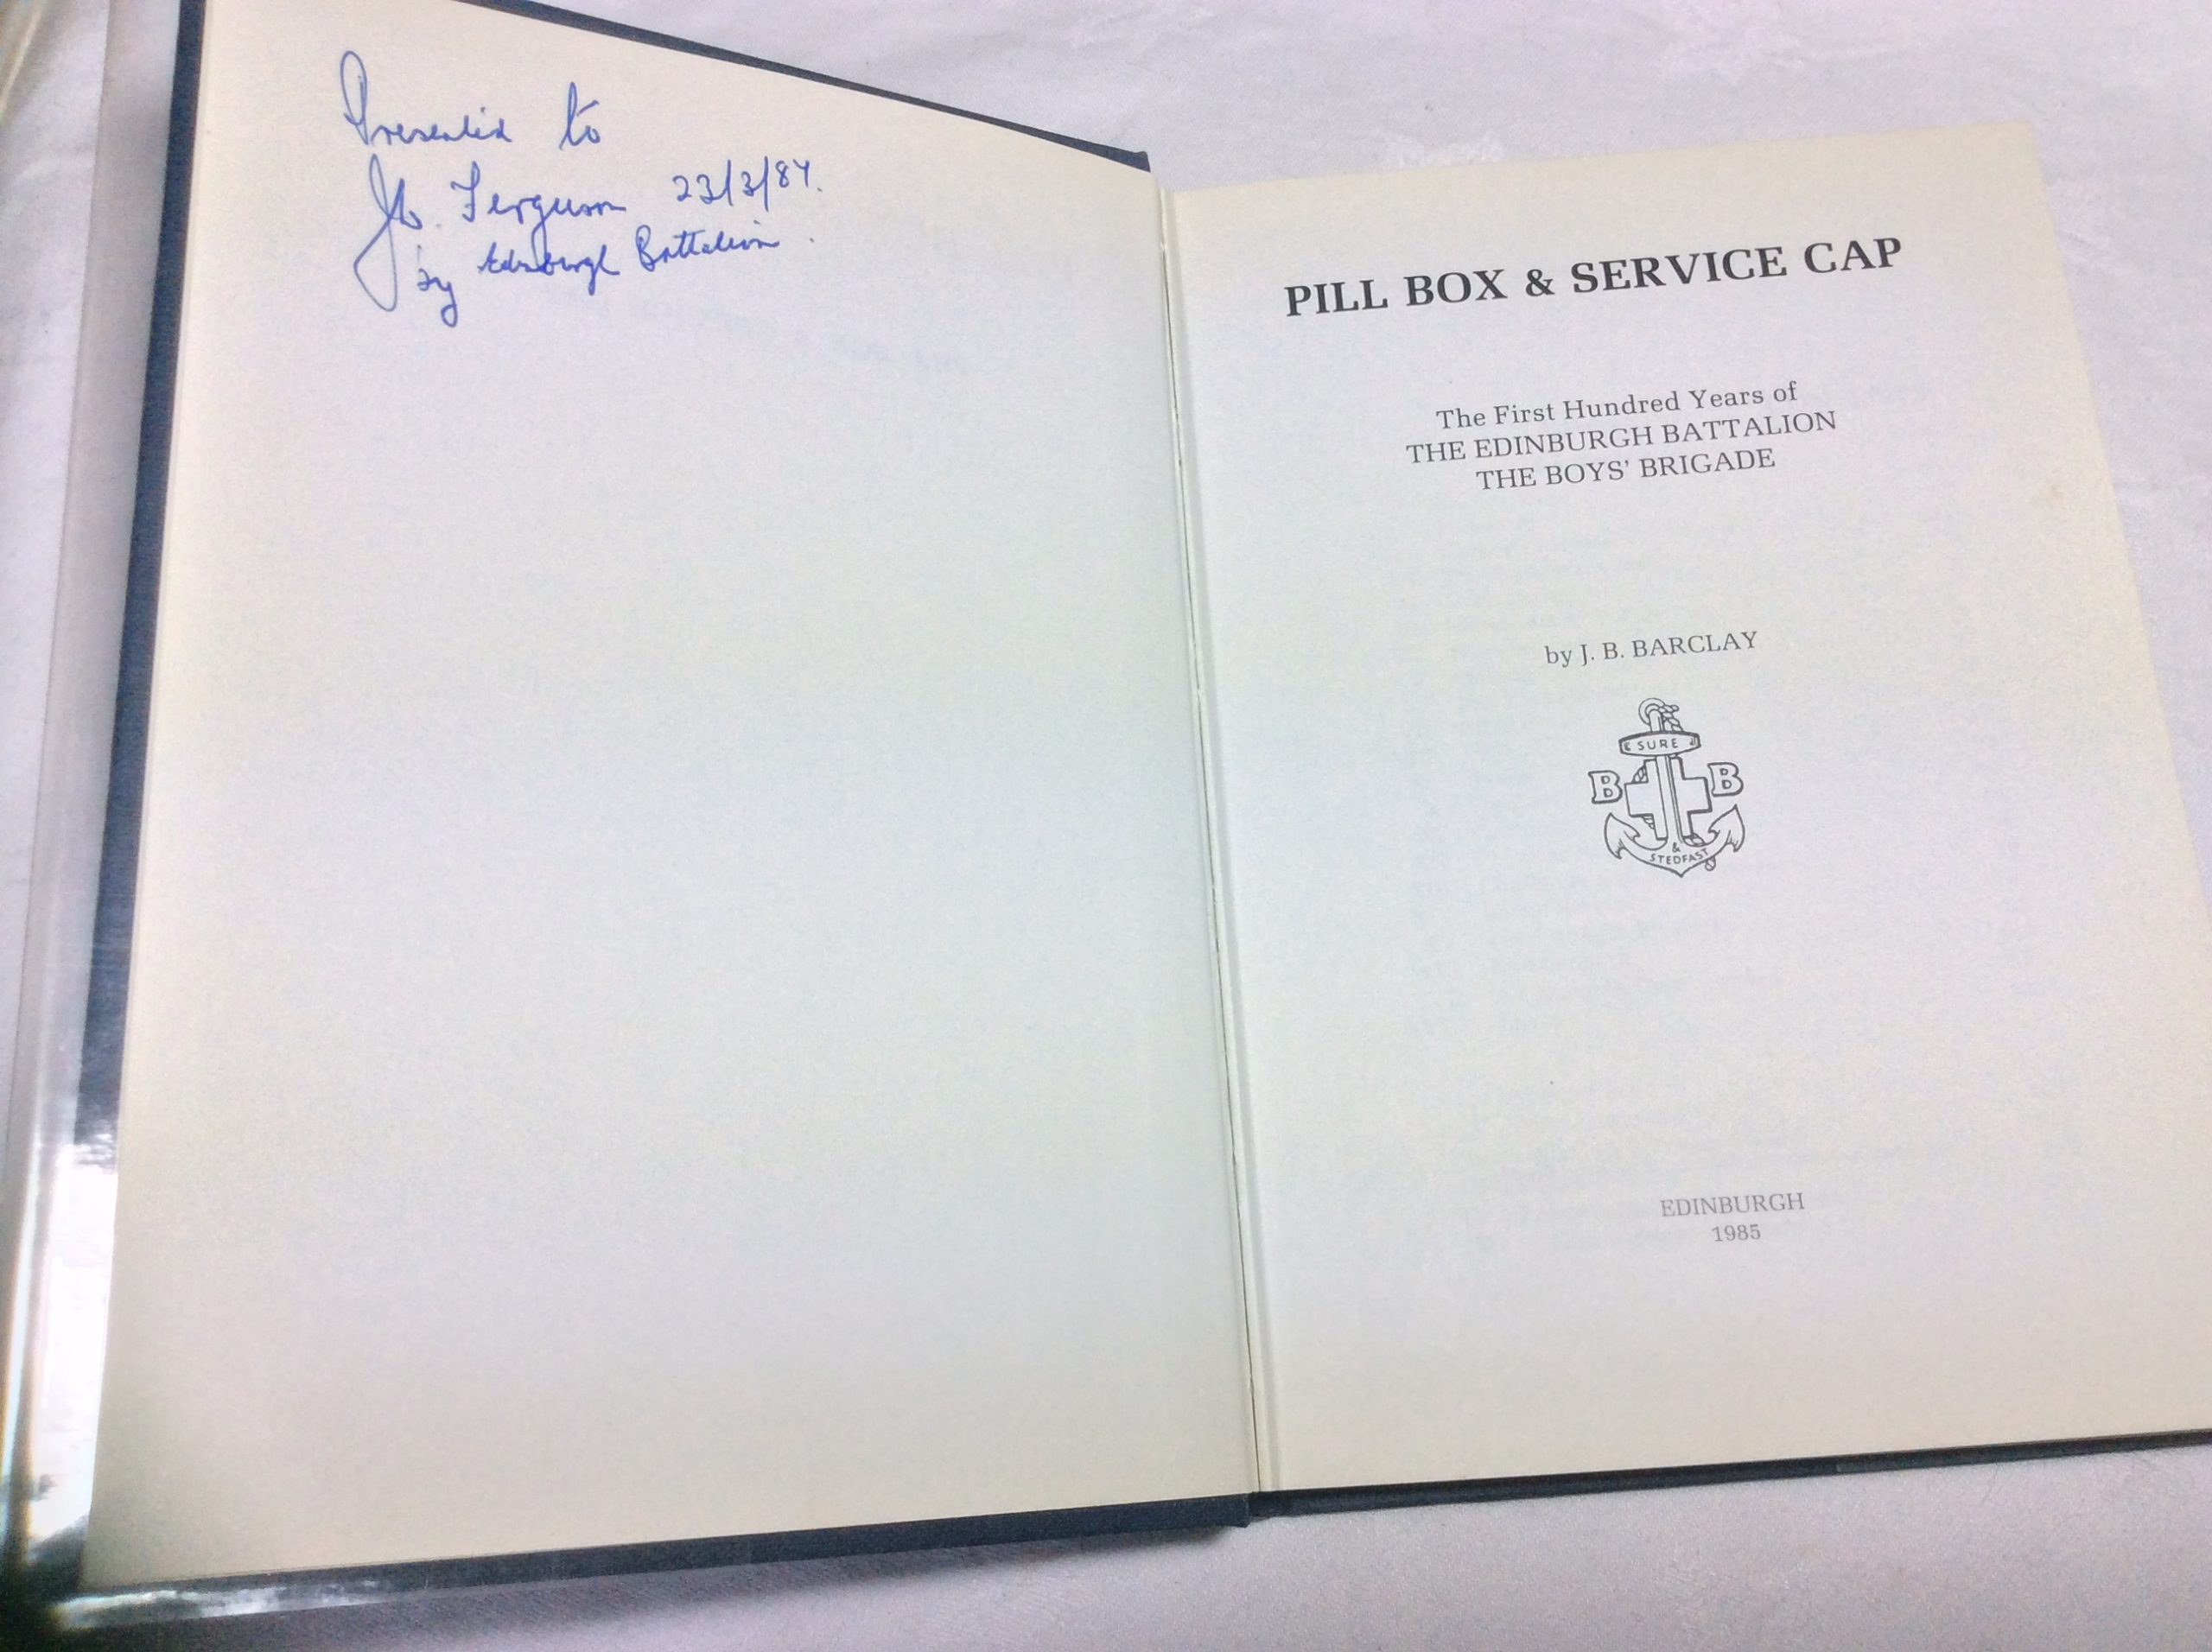 Presented to
Ferguson 23/3/87.
by Edinburgh Battalion.
PILL BOX & SERVICE CAP
The First Hundred Years of
THE EDINBURGH BATTALION
THE BOYS' BRIGADE
by J. B. BARCLAY
SURE
B B
&
STEDFAST
EDINBURGH
1985